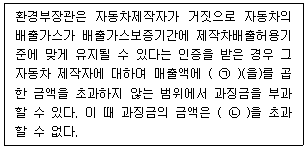 환경부장관은 자동차제작자가 거짓으로 자동차의
배출가스가 배출가스보증기간에 제작차배출허용기
준에 맞게 유지될 수 있다는 인증을 받은 경우 그
자동차 제작자에 대하여 매출액에 ( ㉠ )(을)를 곱
한 금액을 초과하지 않는 범위에서 과징금을 부과
할 수 있다. 이 때 과징금의 금액은 ( ㉡ )을 초과
할 수 없다.